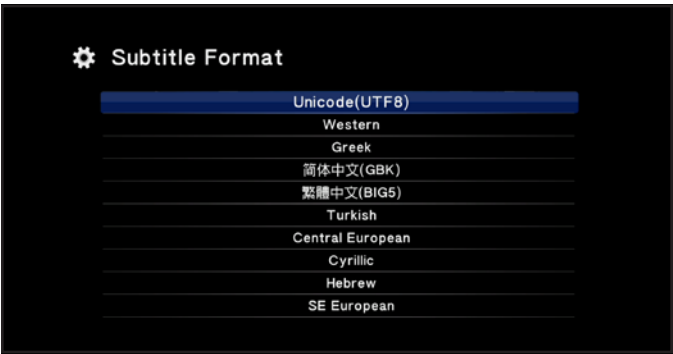 Subtitle Format
Unicode(UTF8)
Western
Greek
简体中文(GBK)
繁體中文(BIG5)
Turkish
Central European
Cyrillic
Hebrew
SE European